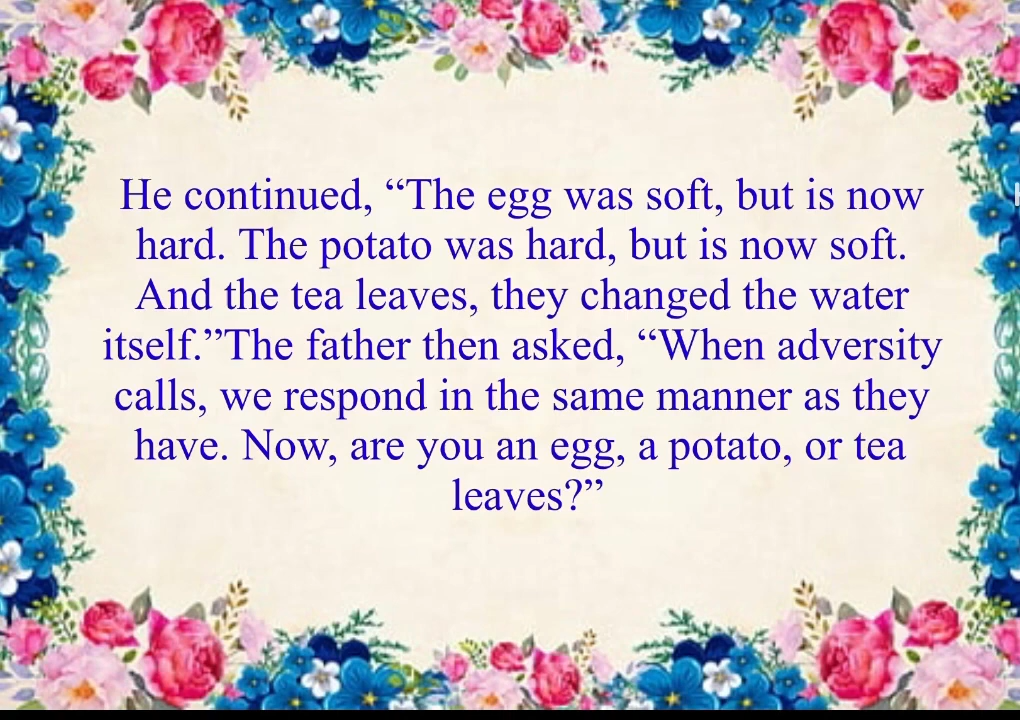 He continued, “The egg was soft, but is now
hard. The potato was hard, but is now soft.
And the tea leaves, they changed the water
itself.”The father then asked, “When adversity
calls, we respond in the same manner as they
have. Now, are you an egg, a potato, or tea
leaves?”